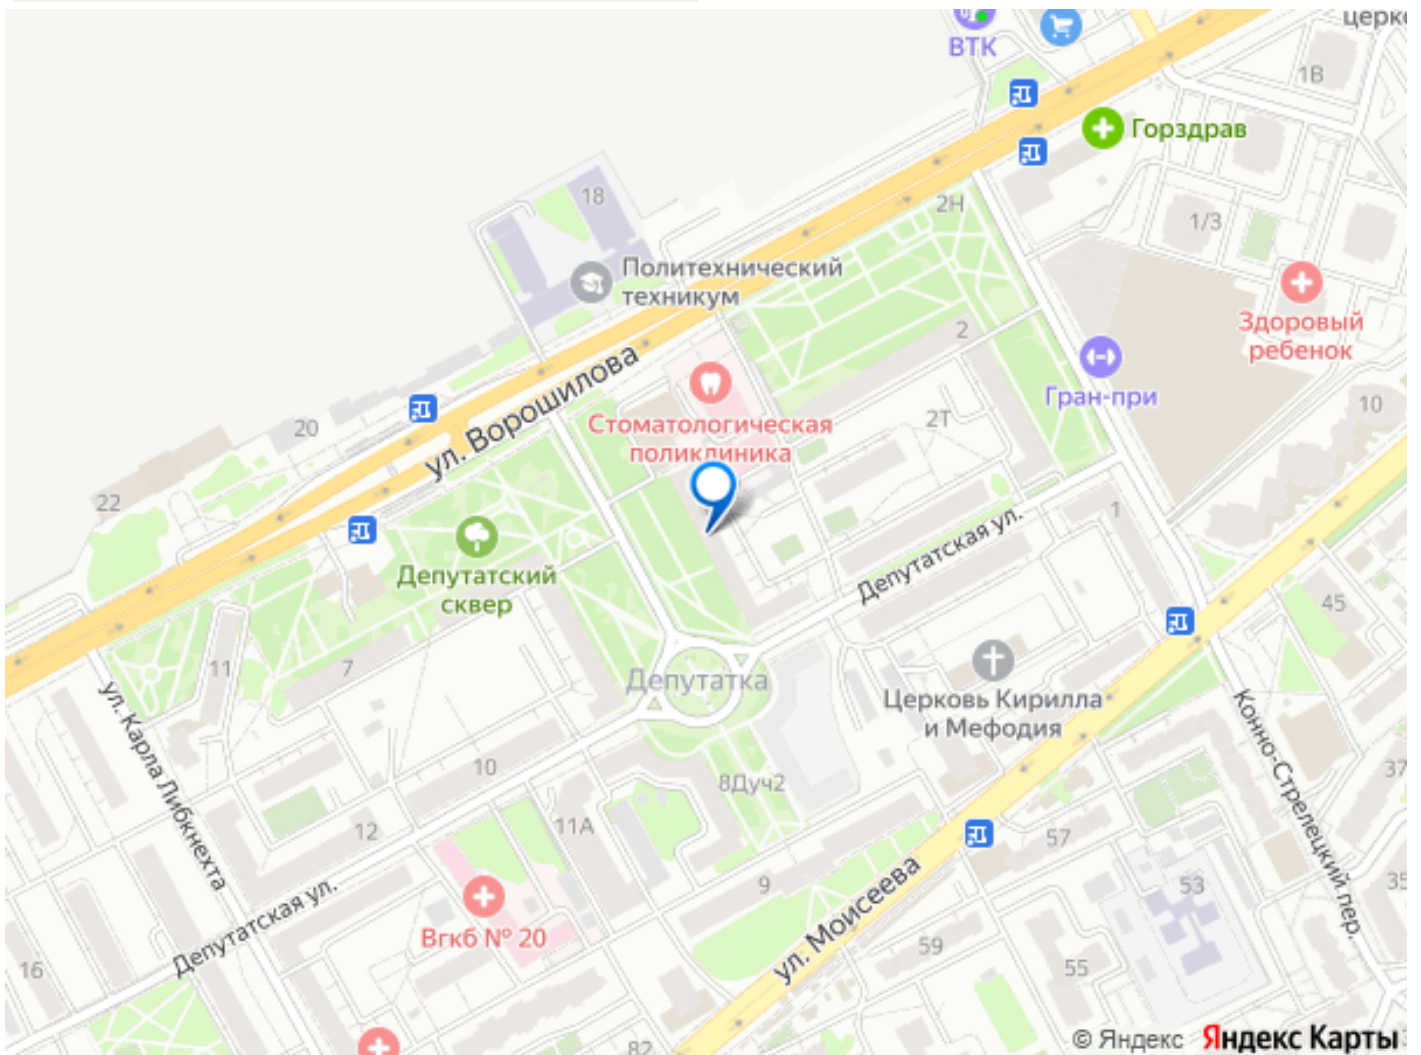 церк
ВТК
1В
Горздрав
18
2Н
1/3
Политехнический
техникум
Здоровый
ребенок
2
ул. Ворошилова
Гран-при
10
Стоматологическая
поликлиника
2Т
20
22
1
Депутатская ул.
Депутатский
сквер
45
11
7
Депутатка
Церковь Кирилла
и Мефодия
ул. Карла Либкнехта
Конно-Стрелецкий пер.
10
8Дуч2
37
12
11А
57
9
ул. Моисеева
53
35
Депутатская ул.
Вгкб № 20
59
55
16
82
© Яндекс Яндекс Карты